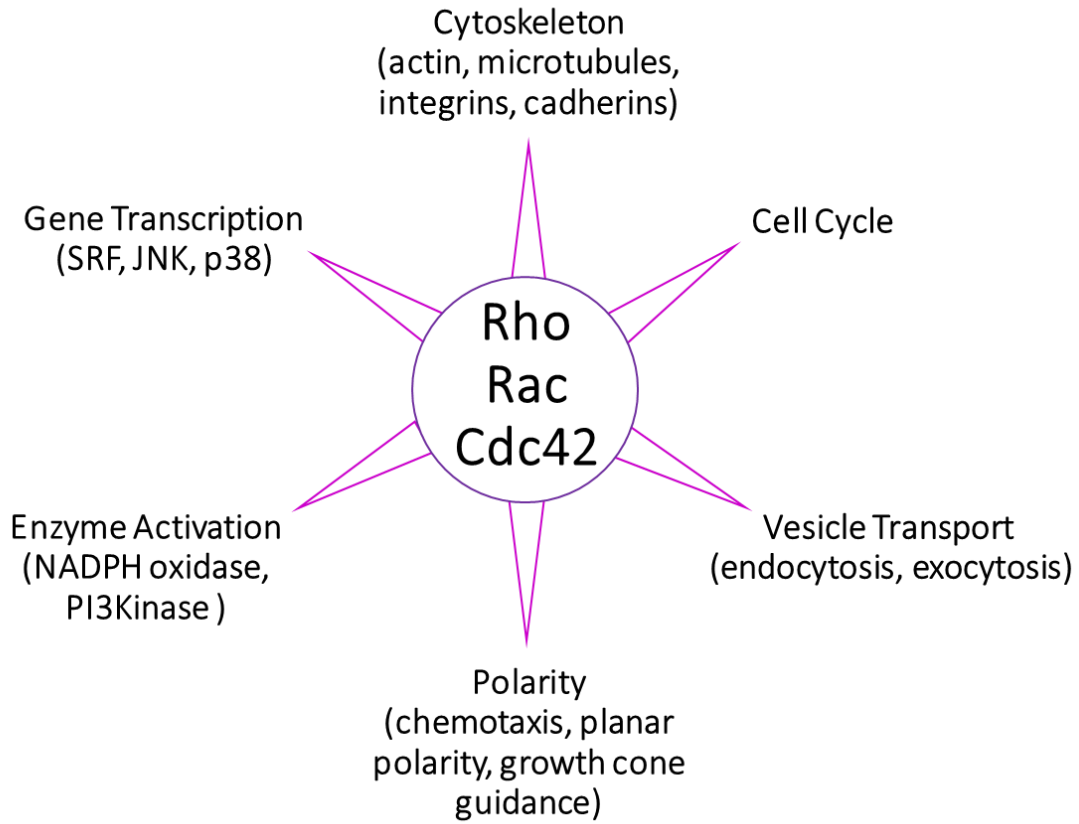 Cytoskeleton
(actin, microtubules,
integrins, cadherins)
Gene Transcription
(SRF, JNK, p38)
Cell Cycle
Rho
Rac
Cdc42
Enzyme Activation
(NADPH oxidase,
PI3Kinase )
Vesicle Transport
(endocytosis, exocytosis)
Polarity
(chemotaxis, planar
polarity, growth cone
guidance)